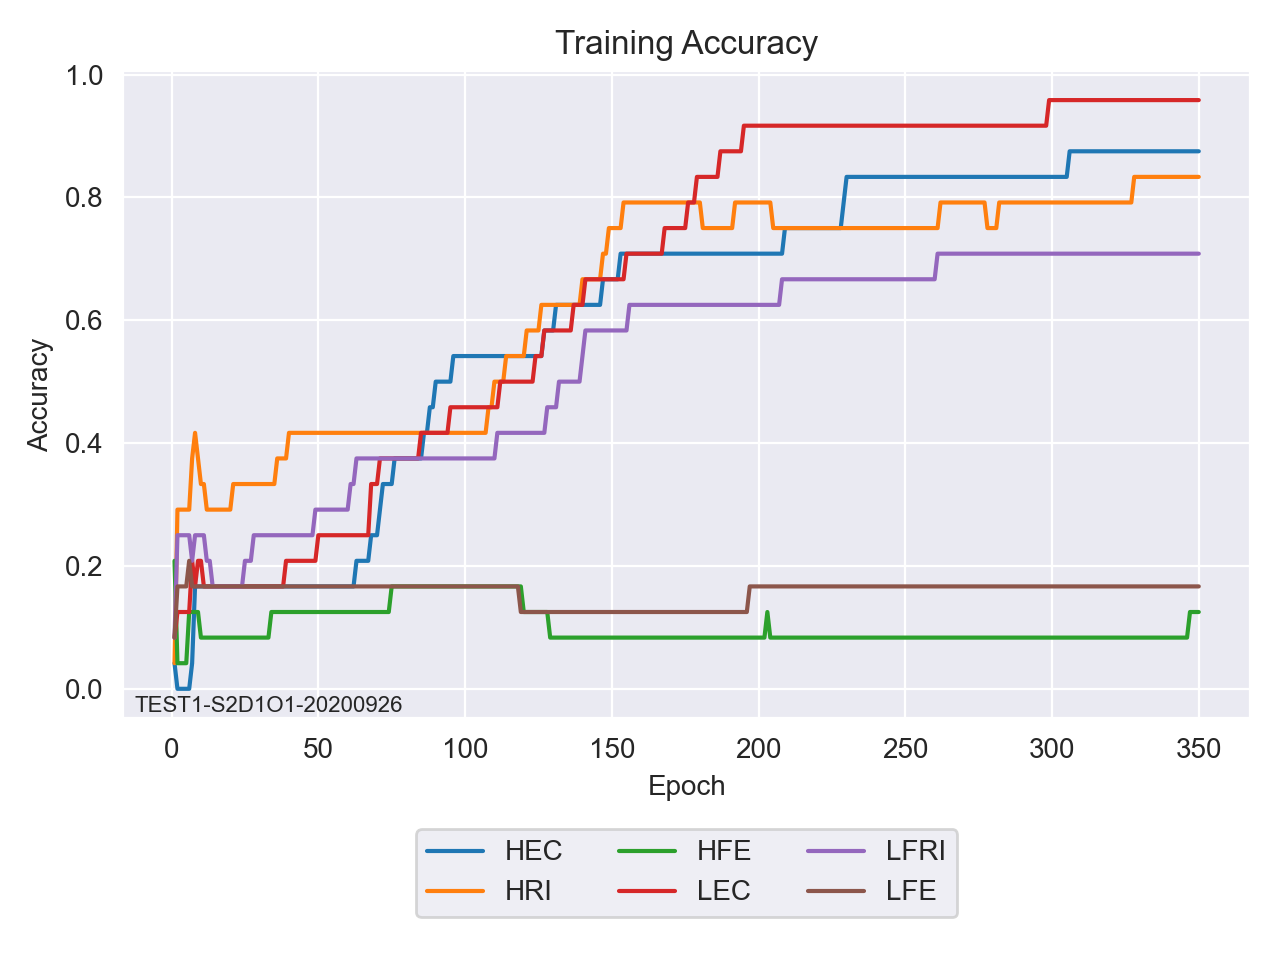 Training Accuracy
Accuracy
1.0
0.8
0.6
0.4
0.2
0.0
TEST1-S2D1O1-20200926
0 50 100 150 200 250 300 350
Epoch
HEC HFE LFRI
HRI LEC LFE